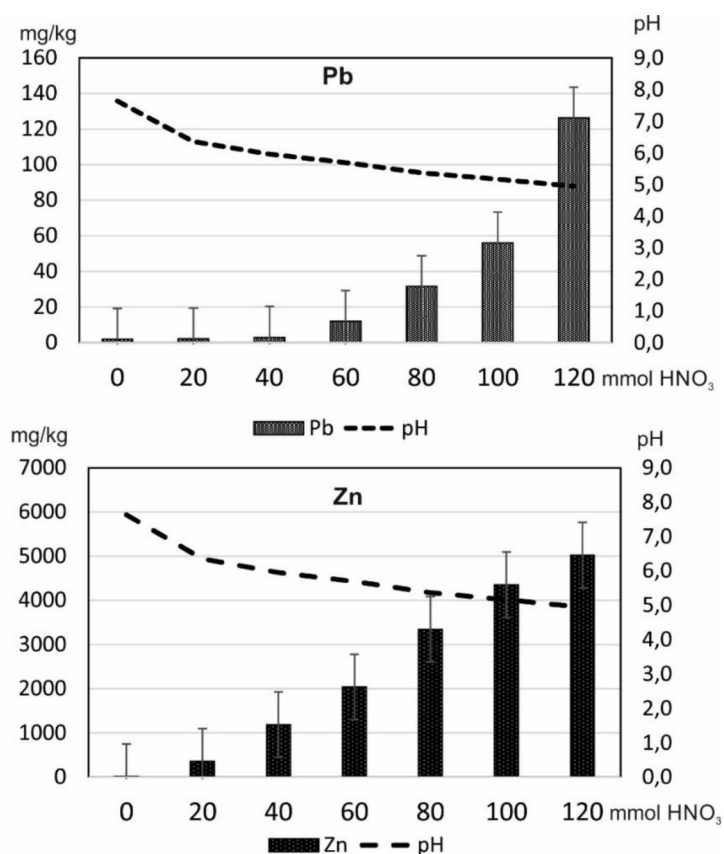 mg/kg pH
160 9,0
Pb
140 8,0
120 7,0
100 6,0
80 5,0
60 4,0
40 3,0
20 2,0
0 1,0
0,0
0 20 40 60 80 100 120 mmol HNO₃
Pb pH
mg/kg pH
7000 9,0
Zn
6000 8,0
5000 7,0
4000 6,0
3000 5,0
2000 4,0
1000 3,0
0 2,0
1,0
0,0
0 20 40 60 80 100 120 mmol HNO₃
Zn pH